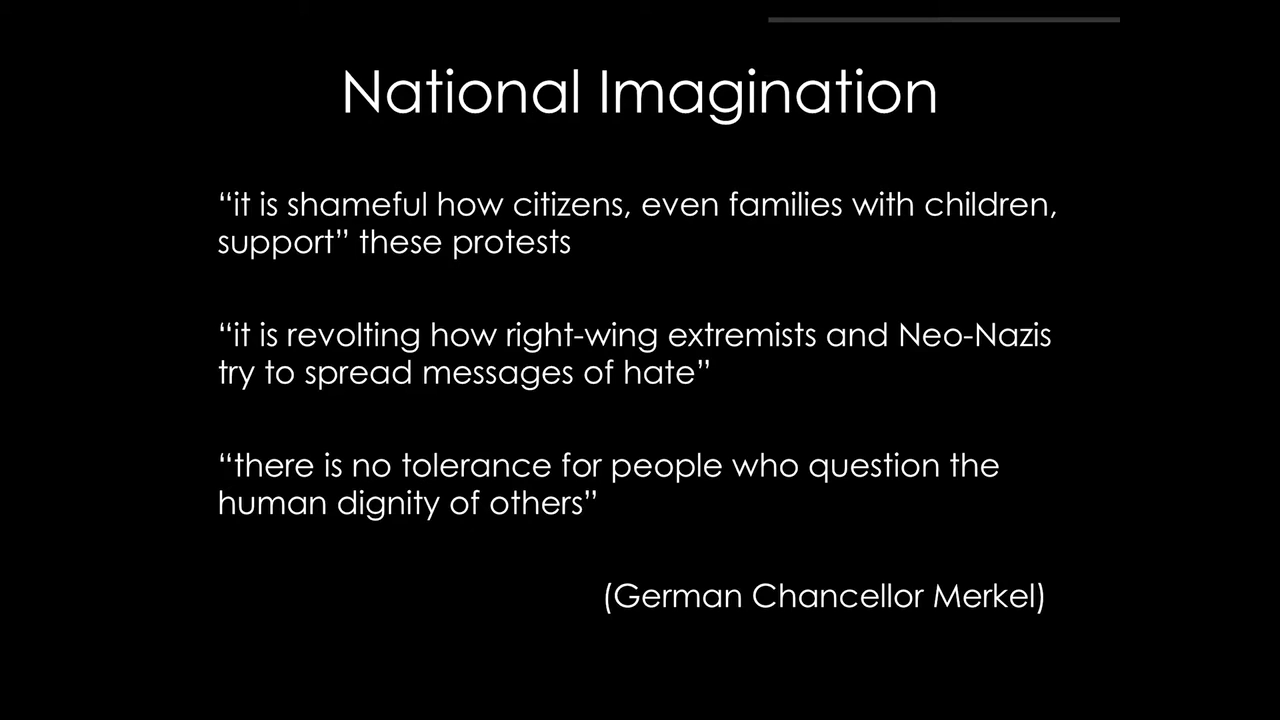 National Imagination
“it is shameful how citizens, even families with children,
support” these protests
“it is revolting how right-wing extremists and Neo-Nazis
try to spread messages of hate”
“there is no tolerance for people who question the
human dignity of others”
(German Chancellor Merkel)